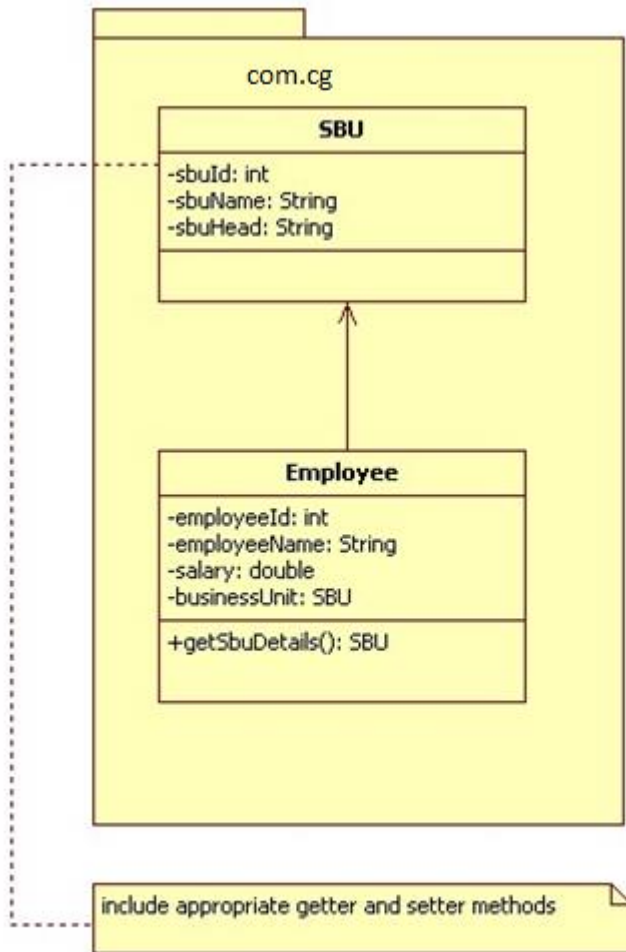 com.cg
SBU
-sbuId: int
-sbuName: String
-sbuHead: String
Employee
-employeeId: int
-employeeName: String
-salary: double
-businessUnit: SBU
+getSbuDetails(): SBU
include appropriate getter and setter methods